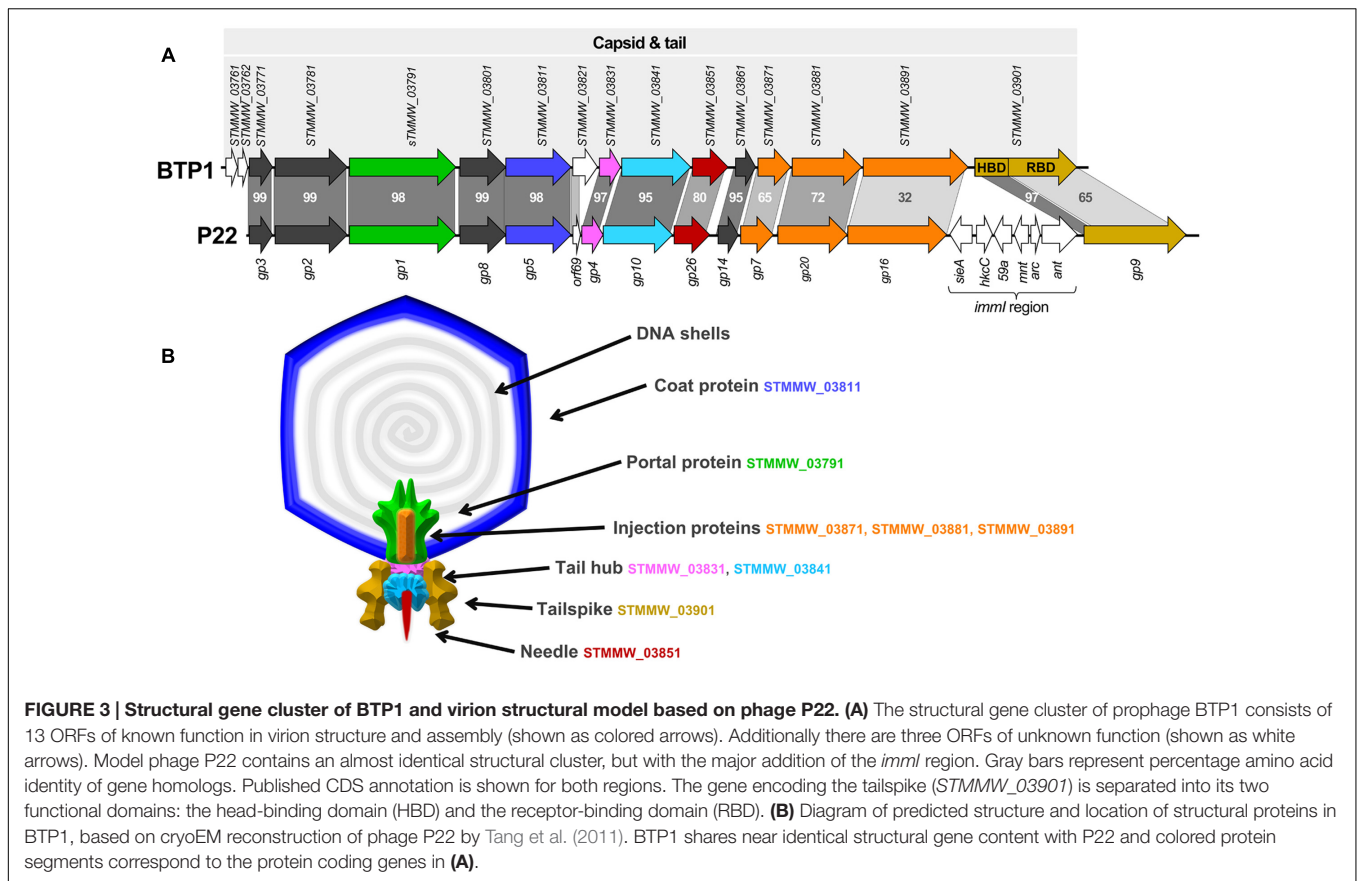 A
Capsid & tail
STMMW_03761
STMMW_03762
STMMW_03771
STMMW_03781
sTMMW_03791
STMMW_03801
STMMW_03811
STMMW_03821
STMMW_03831
STMMW_03841
STMMW_03851
STMMW_03861
STMMW_03871
STMMW_03881
STMMW_03891
STMMW_03901
BTP1
HBD RBD
99 99 98 99 98 97 95 80 95 65 72 32 97 65
P22
gp3
gp2
gp1
gp8
gp5
orf69
gp4
gp10
gp26
gp14
gp7
gp20
gp16
sieA
hkcC
59a
mnt
arc
ant
gp9
immI region
B
DNA shells
Coat protein STMMW_03811
Portal protein STMMW_03791
Injection proteins STMMW_03871, STMMW_03881, STMMW_03891
Tail hub STMMW_03831, STMMW_03841
Tailspike STMMW_03901
Needle STMMW_03851
FIGURE 3 | Structural gene cluster of BTP1 and virion structural model based on phage P22. (A) The structural gene cluster of prophage BTP1 consists of
13 ORFs of known function in virion structure and assembly (shown as colored arrows). Additionally there are three ORFs of unknown function (shown as white
arrows). Model phage P22 contains an almost identical structural cluster, but with the major addition of the immI region. Gray bars represent percentage amino acid
identity of gene homologs. Published CDS annotation is shown for both regions. The gene encoding the tailspike (STMMW_03901) is separated into its two
functional domains: the head-binding domain (HBD) and the receptor-binding domain (RBD). (B) Diagram of predicted structure and location of structural proteins in
BTP1, based on cryoEM reconstruction of phage P22 by Tang et al. (2011). BTP1 shares near identical structural gene content with P22 and colored protein
segments correspond to the protein coding genes in (A).